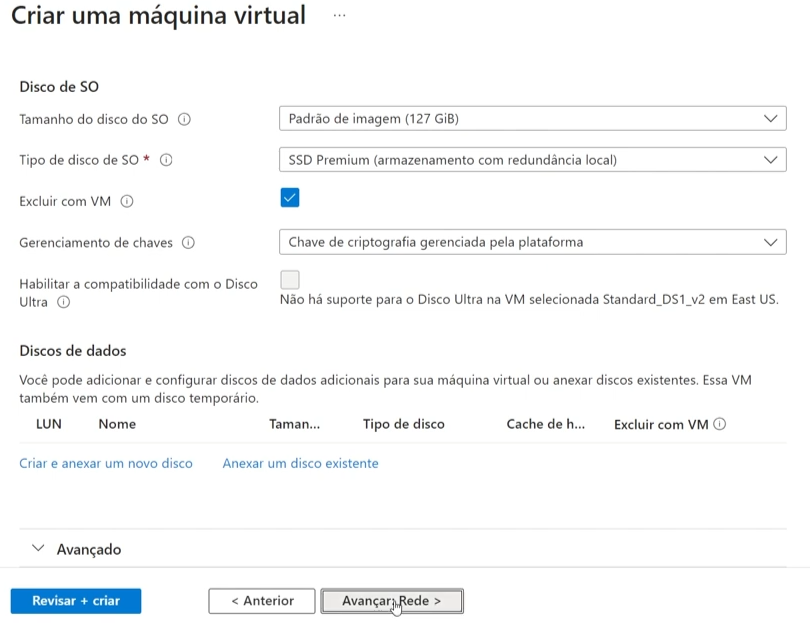 Criar uma máquina virtual ...
Disco de SO
Tamanho do disco do SO
Padrão de imagem (127 GiB)
Tipo de disco de SO *
SSD Premium (armazenamento com redundância local)
Excluir com VM
Gerenciamento de chaves
Chave de criptografia gerenciada pela plataforma
Habilitar a compatibilidade com o Disco
Ultra
Não há suporte para o Disco Ultra na VM selecionada Standard_DS1_v2 em East US.
Discos de dados
Você pode adicionar e configurar discos de dados adicionais para sua máquina virtual ou anexar discos existentes. Essa VM
também vem com um disco temporário.
LUN Nome Taman... Tipo de disco Cache de h... Excluir com VM
Criar e anexar um novo disco Anexar um disco existente
Avançado
Revisar + criar < Anterior Avançar: Rede >